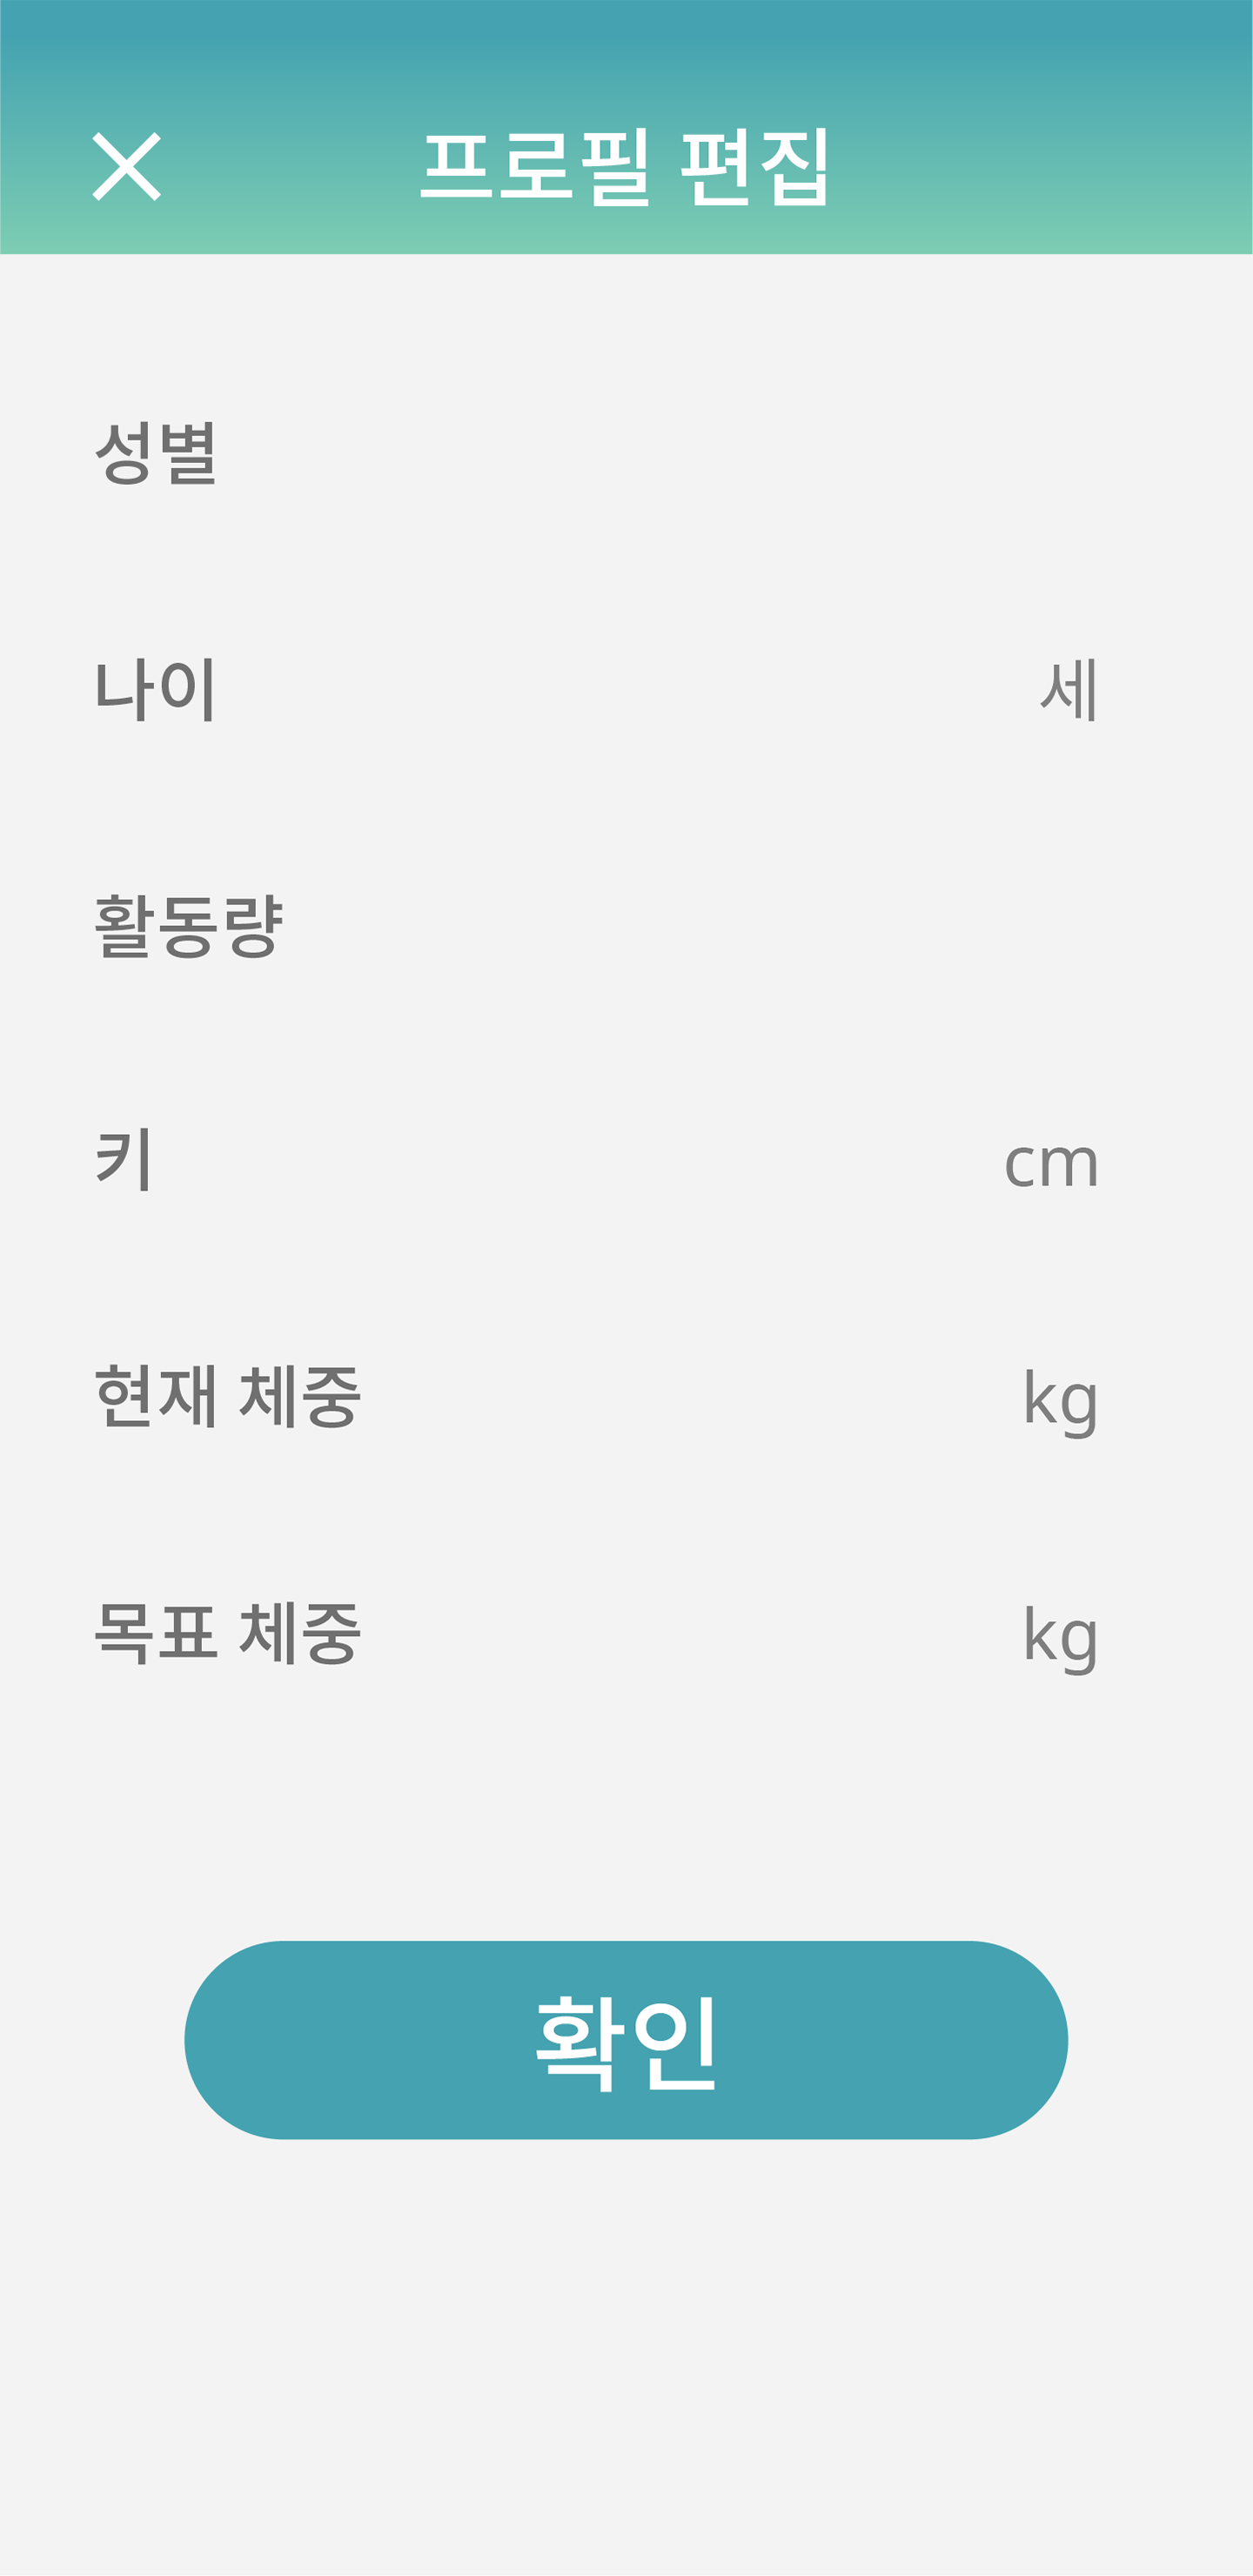 프로필 편집
성별
나이 세
활동량
키 cm
현재 체중 kg
목표 체중 kg
확인